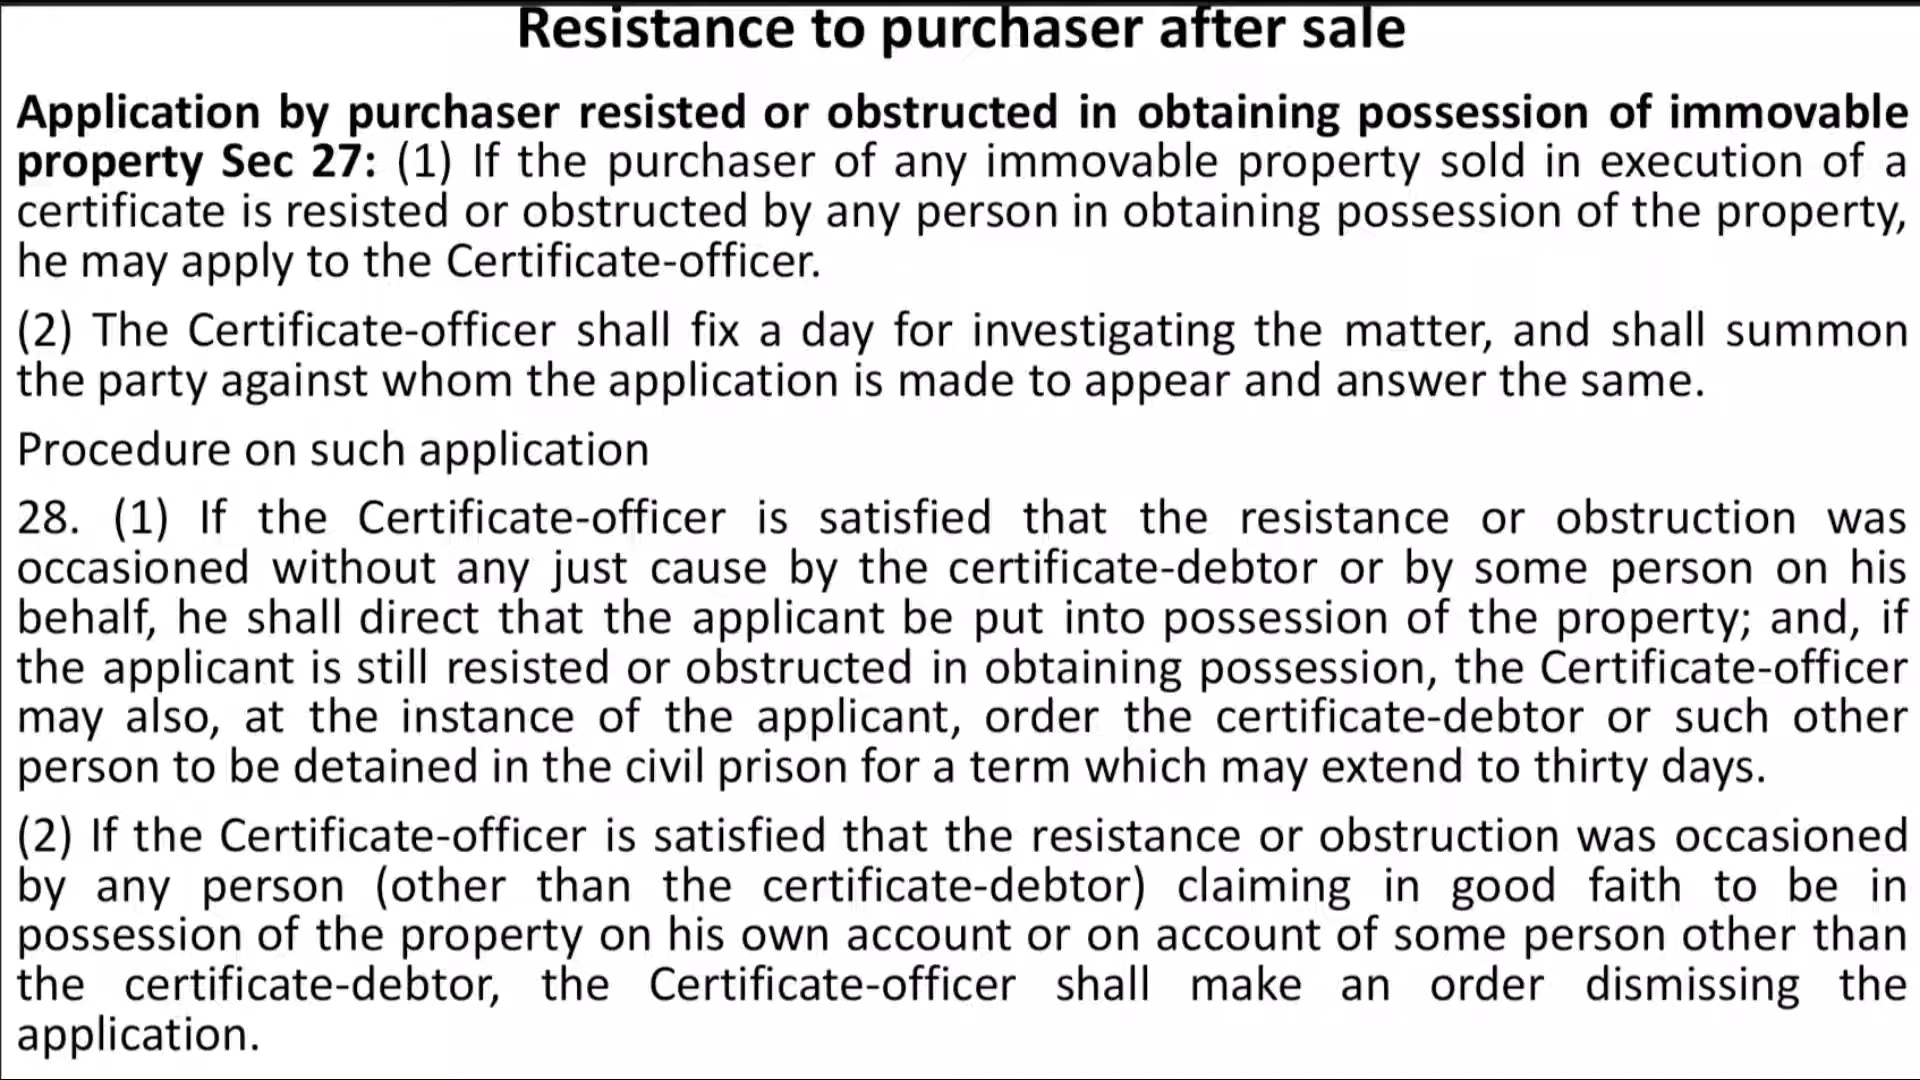 Resistance to purchaser after sale
Application by purchaser resisted or obstructed in obtaining possession of immovable
property Sec 27: (1) If the purchaser of any immovable property sold in execution of a
certificate is resisted or obstructed by any person in obtaining possession of the property,
he may apply to the Certificate-officer.
(2) The Certificate-officer shall fix a day for investigating the matter, and shall summon
the party against whom the application is made to appear and answer the same.
Procedure on such application
28. (1) If the Certificate-officer is satisfied that the resistance or obstruction was
occasioned without any just cause by the certificate-debtor or by some person on his
behalf, he shall direct that the applicant be put into possession of the property; and, if
the applicant is still resisted or obstructed in obtaining possession, the Certificate-officer
may also, at the instance of the applicant, order the certificate-debtor or such other
person to be detained in the civil prison for a term which may extend to thirty days.
(2) If the Certificate-officer is satisfied that the resistance or obstruction was occasioned
by any person (other than the certificate-debtor) claiming in good faith to be in
possession of the property on his own account or on account of some person other than
the certificate-debtor, the Certificate-officer shall make an order dismissing the
application.